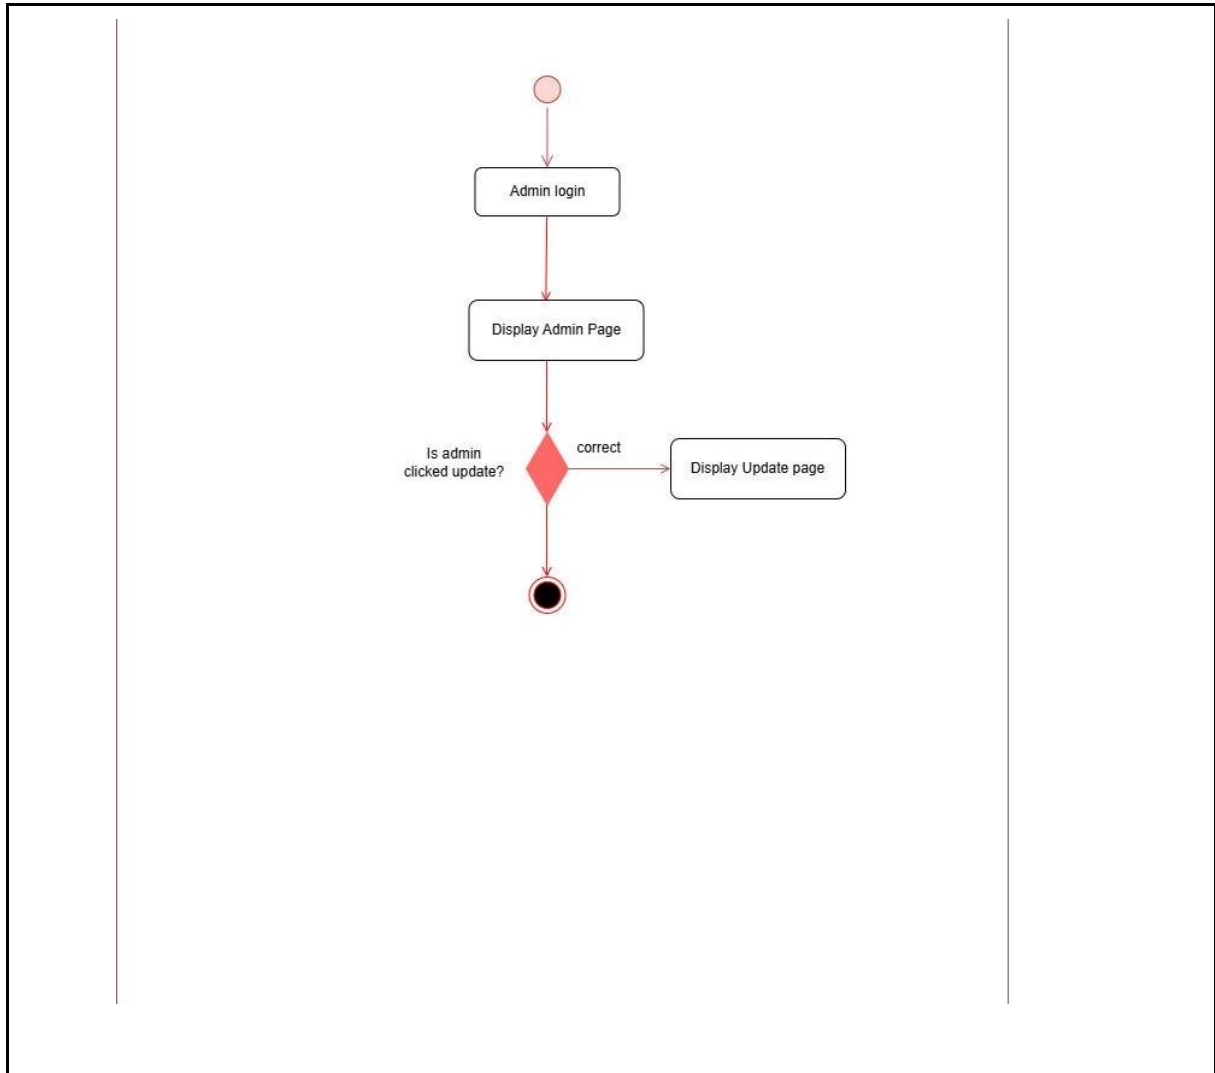 Admin login
Display Admin Page
Is admin
clicked update?
correct
Display Update page